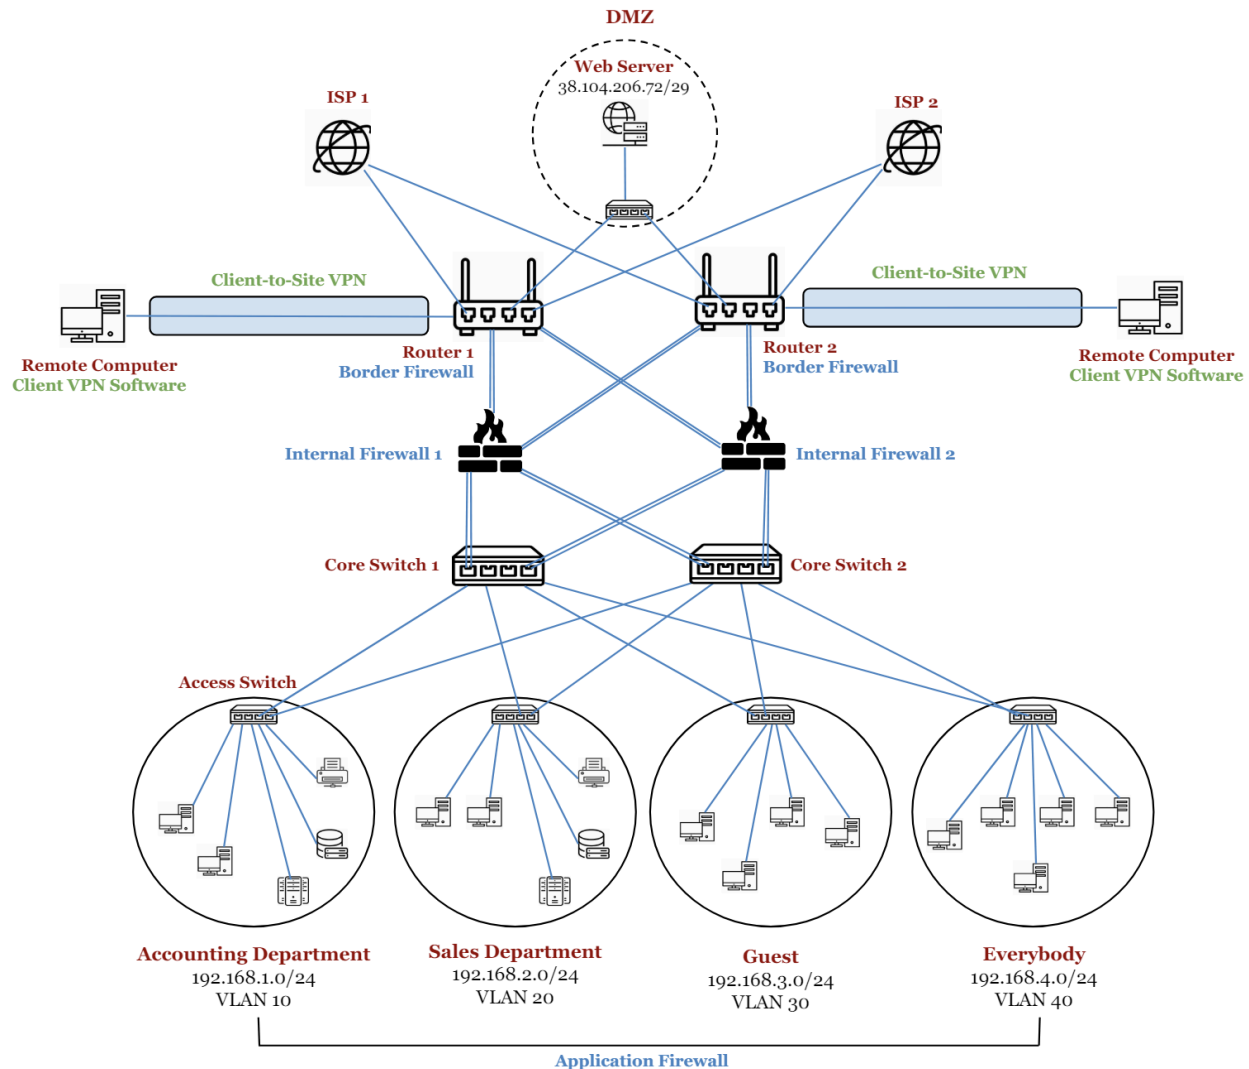 DMZ
Web Server
38.104.206.72/29
ISP 1
ISP 2
Client-to-Site VPN
Client-to-Site VPN
Remote Computer
Client VPN Software
Router 1
Border Firewall
Router 2
Border Firewall
Remote Computer
Client VPN Software
Internal Firewall 1
Internal Firewall 2
Core Switch 1
Core Switch 2
Access Switch
Accounting Department
192.168.1.0/24
VLAN 10
Sales Department
192.168.2.0/24
VLAN 20
Guest
192.168.3.0/24
VLAN 30
Everybody
192.168.4.0/24
VLAN 40
Application Firewall